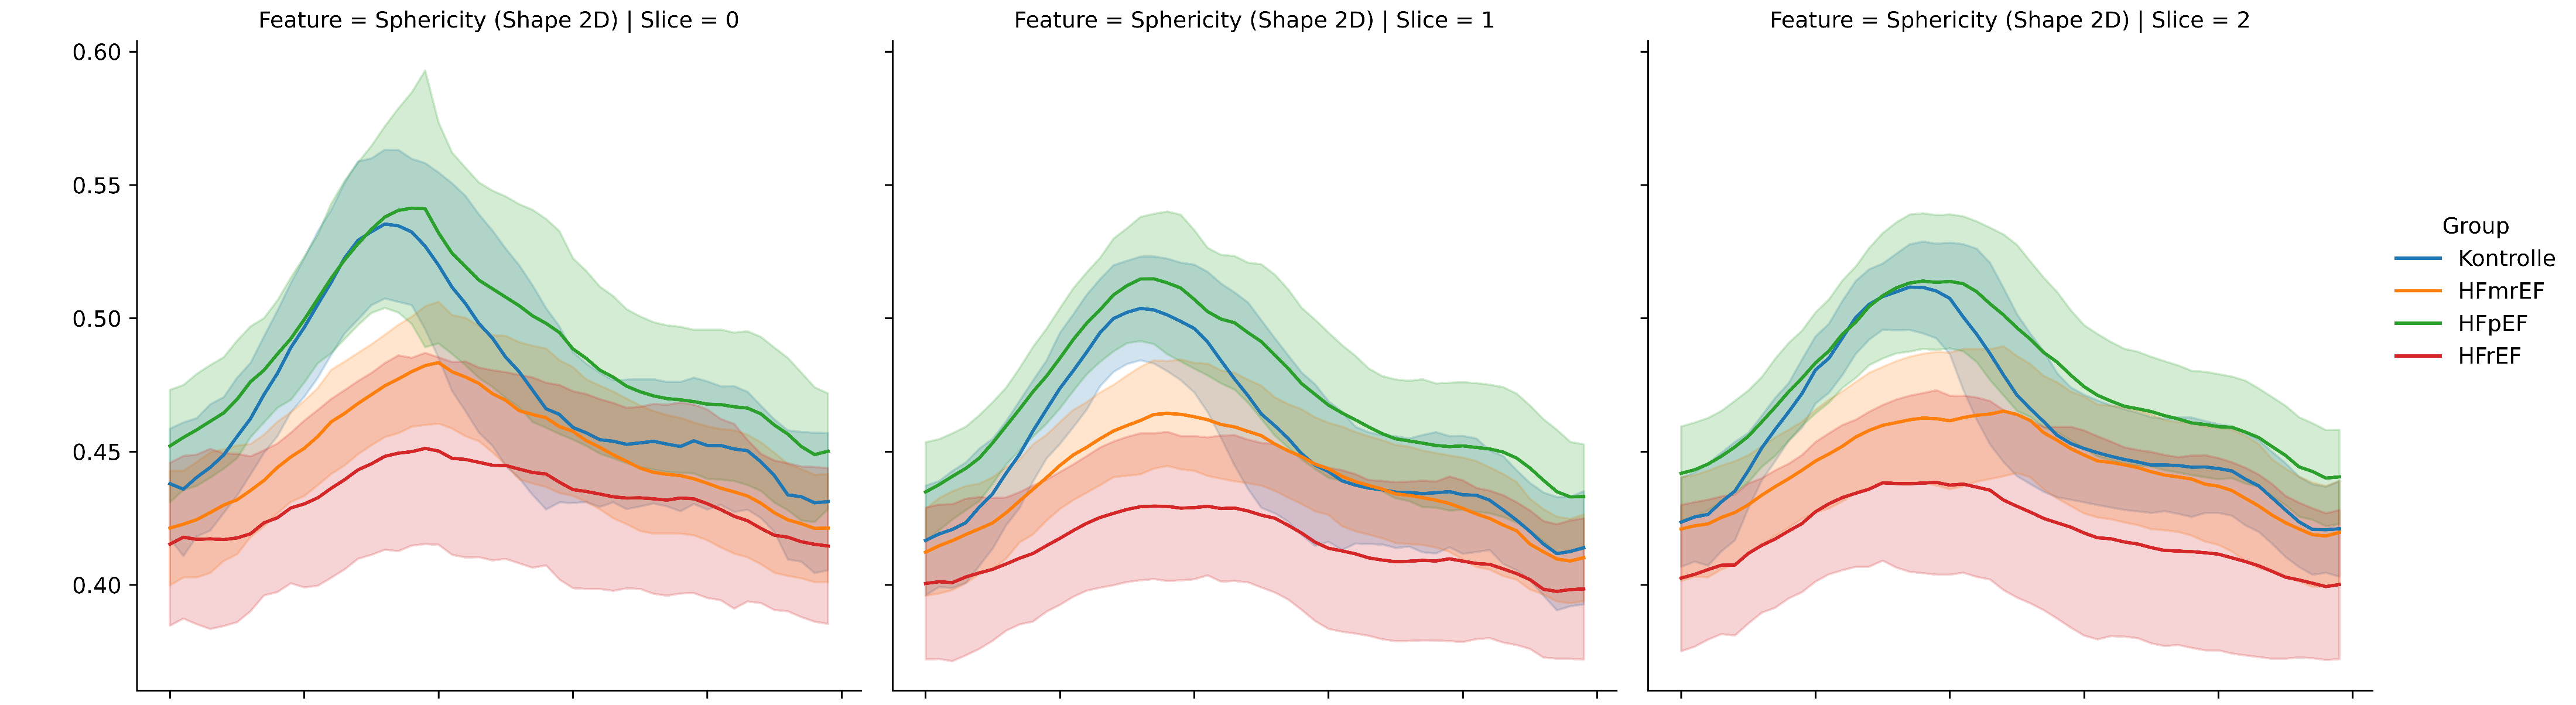 Feature = Sphericity (Shape 2D) | Slice = 0
Feature = Sphericity (Shape 2D) | Slice = 1
Feature = Sphericity (Shape 2D) | Slice = 2
0.60
0.55
0.50
0.45
0.40
Group
Kontrolle
HFmrEF
HFpEF
HFrEF